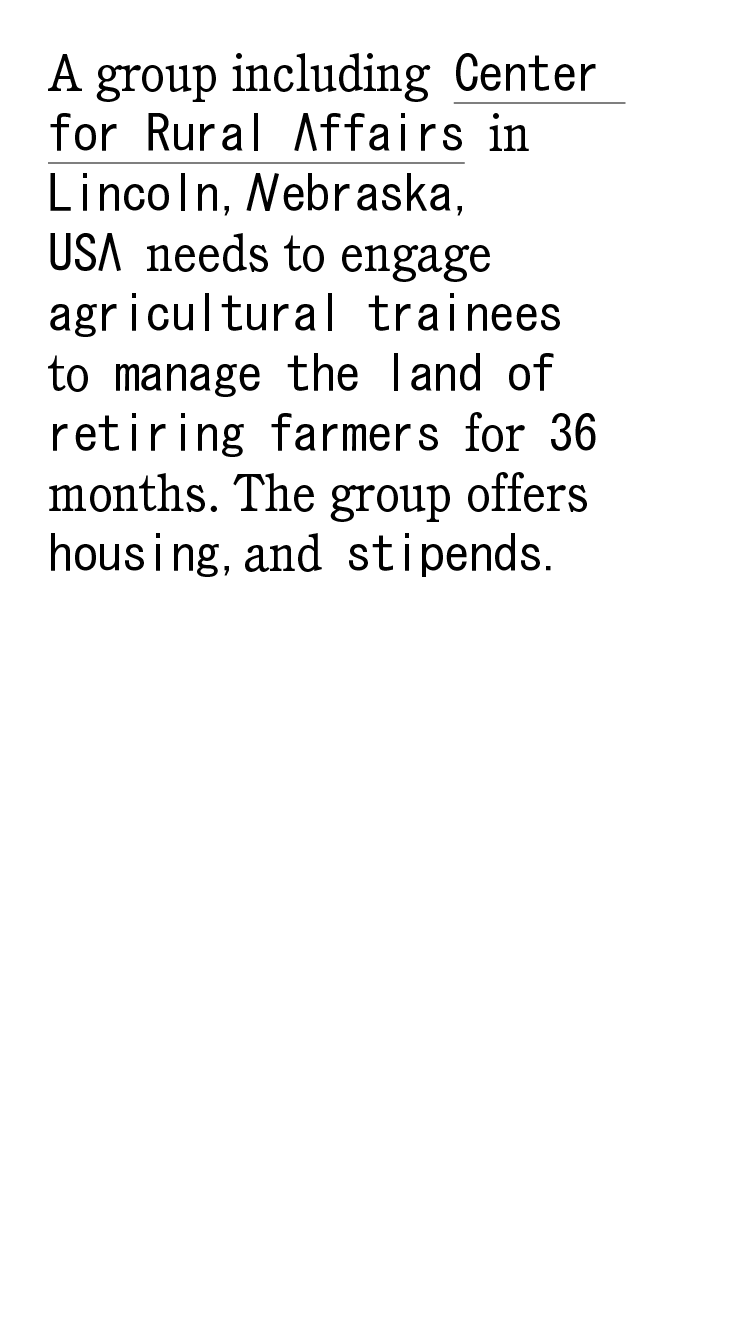 A group including Center
for Rural Affairs in
Lincoln, Nebraska,
USA needs to engage
agricultural trainees
to manage the land of
retiring farmers for 36
months. The group offers
housing, and stipends.